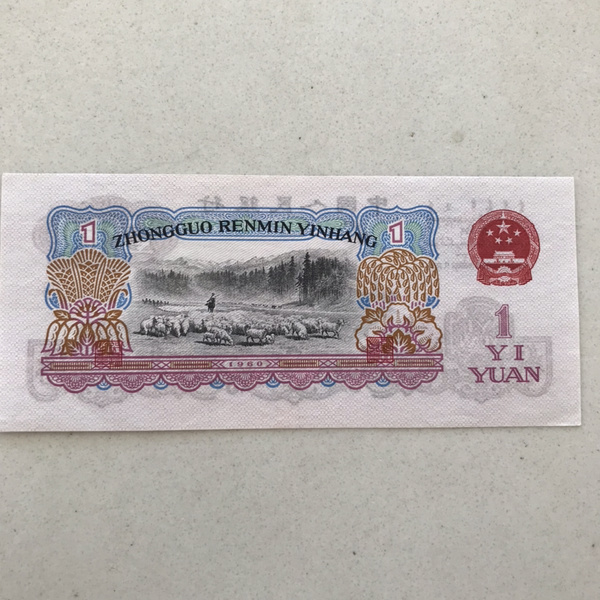 1
ZHONGGUO RENMIN YINHANG
1
1960
1
YI
YUAN